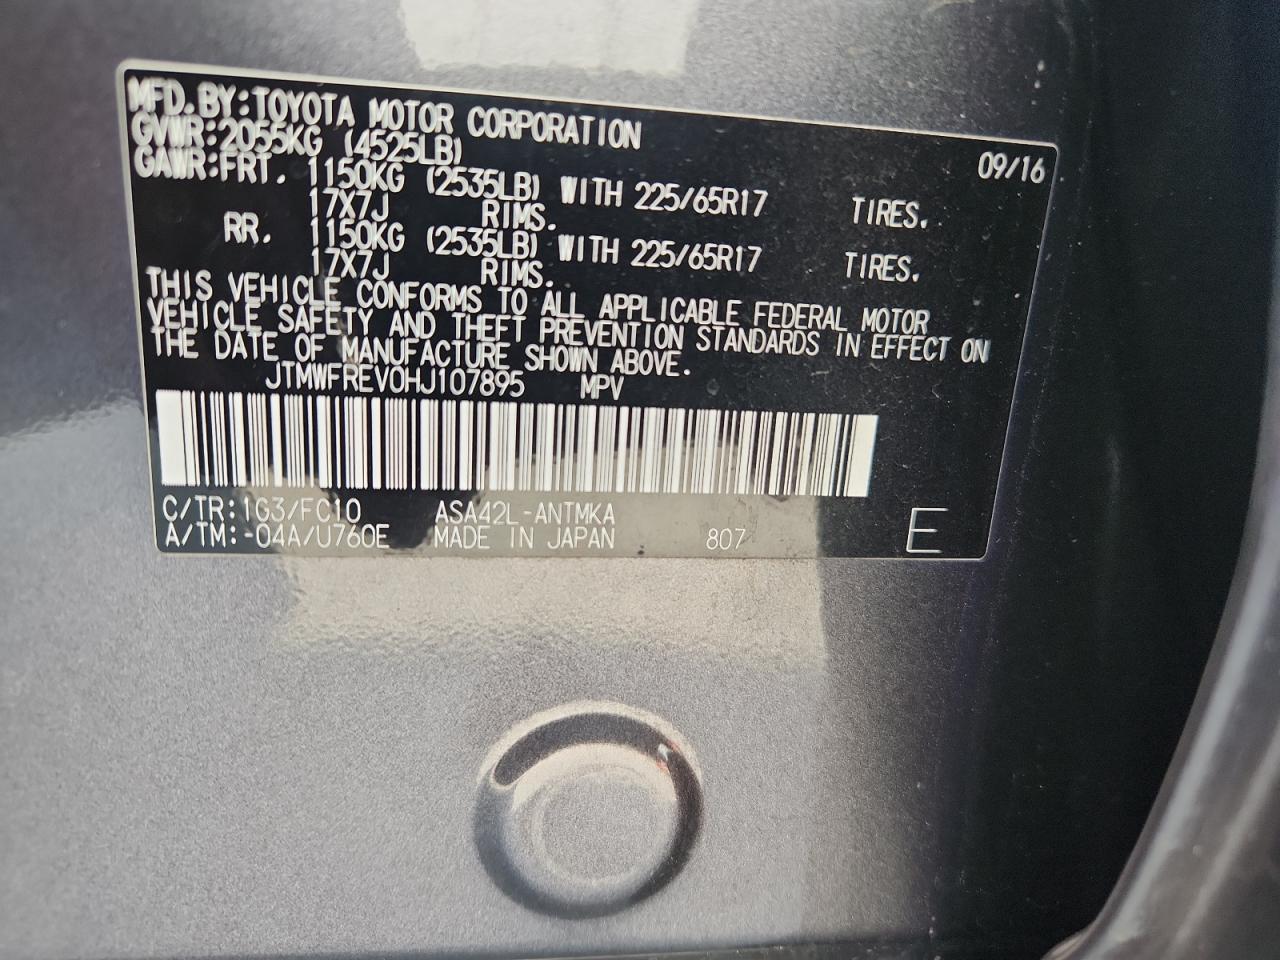 MFD. BY: TOYOTA MOTOR CORPORATION 09/16
GVWR: 2055KG (4525LB)
GAWR: FRT. 1150KG (2535LB) WITH 225/65R17 TIRES.
17X7J RIMS.
RR. 1150KG (2535LB) WITH 225/65R17 TIRES.
17X7J RIMS.
THIS VEHICLE CONFORMS TO ALL APPLICABLE FEDERAL MOTOR
VEHICLE SAFETY AND THEFT PREVENTION STANDARDS IN EFFECT ON
THE DATE OF MANUFACTURE SHOWN ABOVE.
JTMWFREV0HJ107895 MPV
C/TR: 1G3/FC10 ASA42L-ANTMKA
A/TM: -04A/U760E MADE IN JAPAN 807 E